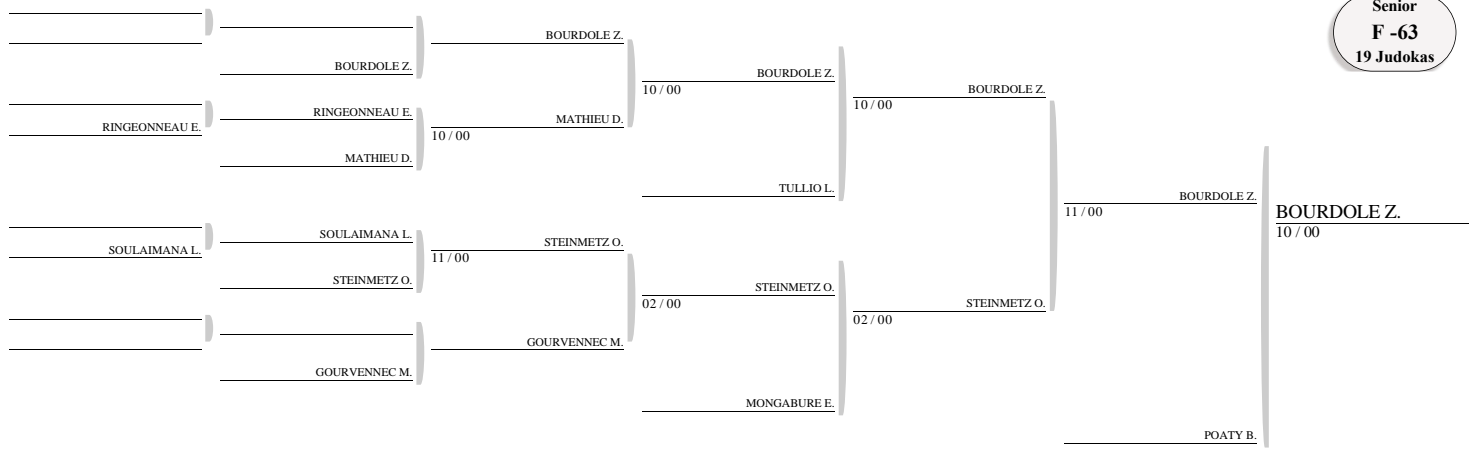 Senior
F -63
19 Judokas
RINGEONNEAU E.
SOULAIMANA L.
BOURDOLE Z.
RINGEONNEAU E.
MATHIEU D.
SOULAIMANA L.
STEINMETZ O.
GOURVENNEC M.
BOURDOLE Z.
MATHIEU D.
10 / 00
STEINMETZ O.
11 / 00
GOURVENNEC M.
BOURDOLE Z.
10 / 00
TULLIO L.
STEINMETZ O.
02 / 00
MONGABURE E.
BOURDOLE Z.
10 / 00
STEINMETZ O.
02 / 00
BOURDOLE Z.
11 / 00
POATY B.
BOURDOLE Z.
10 / 00